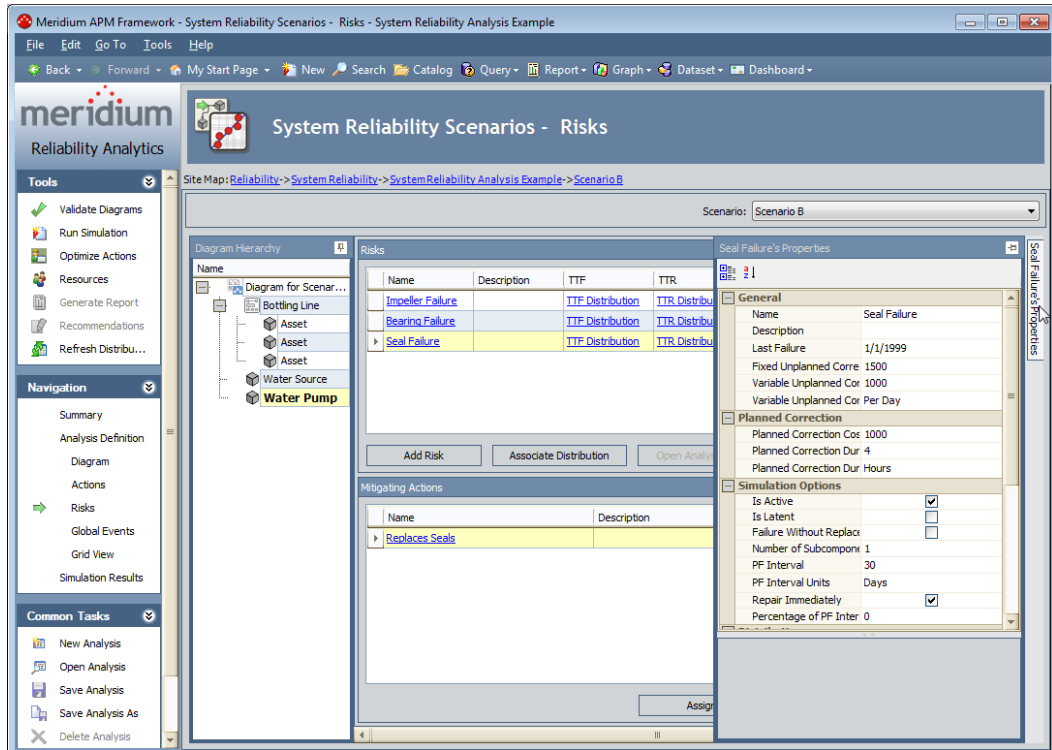 Meridium APM Framework - System Reliability Scenarios - Risks - System Reliability Analysis Example
File Edit Go To Tools Help
Back Forward My Start Page New Search Catalog Query Report Graph Dataset Dashboard
meridium
Reliability Analytics
System Reliability Scenarios - Risks
Site Map: Reliability->System Reliability->System Reliability Analysis Example->Scenario B
Scenario: Scenario B
Tools
Validate Diagrams
Run Simulation
Optimize Actions
Resources
Generate Report
Recommendations
Refresh Distribu...
Navigation
Summary
Analysis Definition
Diagram
Actions
Risks
Global Events
Grid View
Simulation Results
Common Tasks
New Analysis
Open Analysis
Save Analysis
Save Analysis As
Delete Analysis
Diagram Hierarchy
Name
Diagram for Scenar...
Bottling Line
Asset
Asset
Asset
Water Source
Water Pump
Risks
Name Description TTF TTR
Impeller Failure TTF Distribution TTR Distribu
Bearing Failure TTF Distribution TTR Distribu
Seal Failure TTF Distribution TTR Distribu
Add Risk Associate Distribution Open Analys
Mitigating Actions
Name Description
Replaces Seals
Assign
Seal Failure's Properties
General
Name Seal Failure
Description
Last Failure 1/1/1999
Fixed Unplanned Corre 1500
Variable Unplanned Cor 1000
Variable Unplanned Cor Per Day
Planned Correction
Planned Correction Cos 1000
Planned Correction Dur 4
Planned Correction Dur Hours
Simulation Options
Is Active
Is Latent
Failure Without Replace
Number of Subcompone 1
PF Interval 30
PF Interval Units Days
Repair Immediately
Percentage of PF Inter 0
Seal Failure's Properties